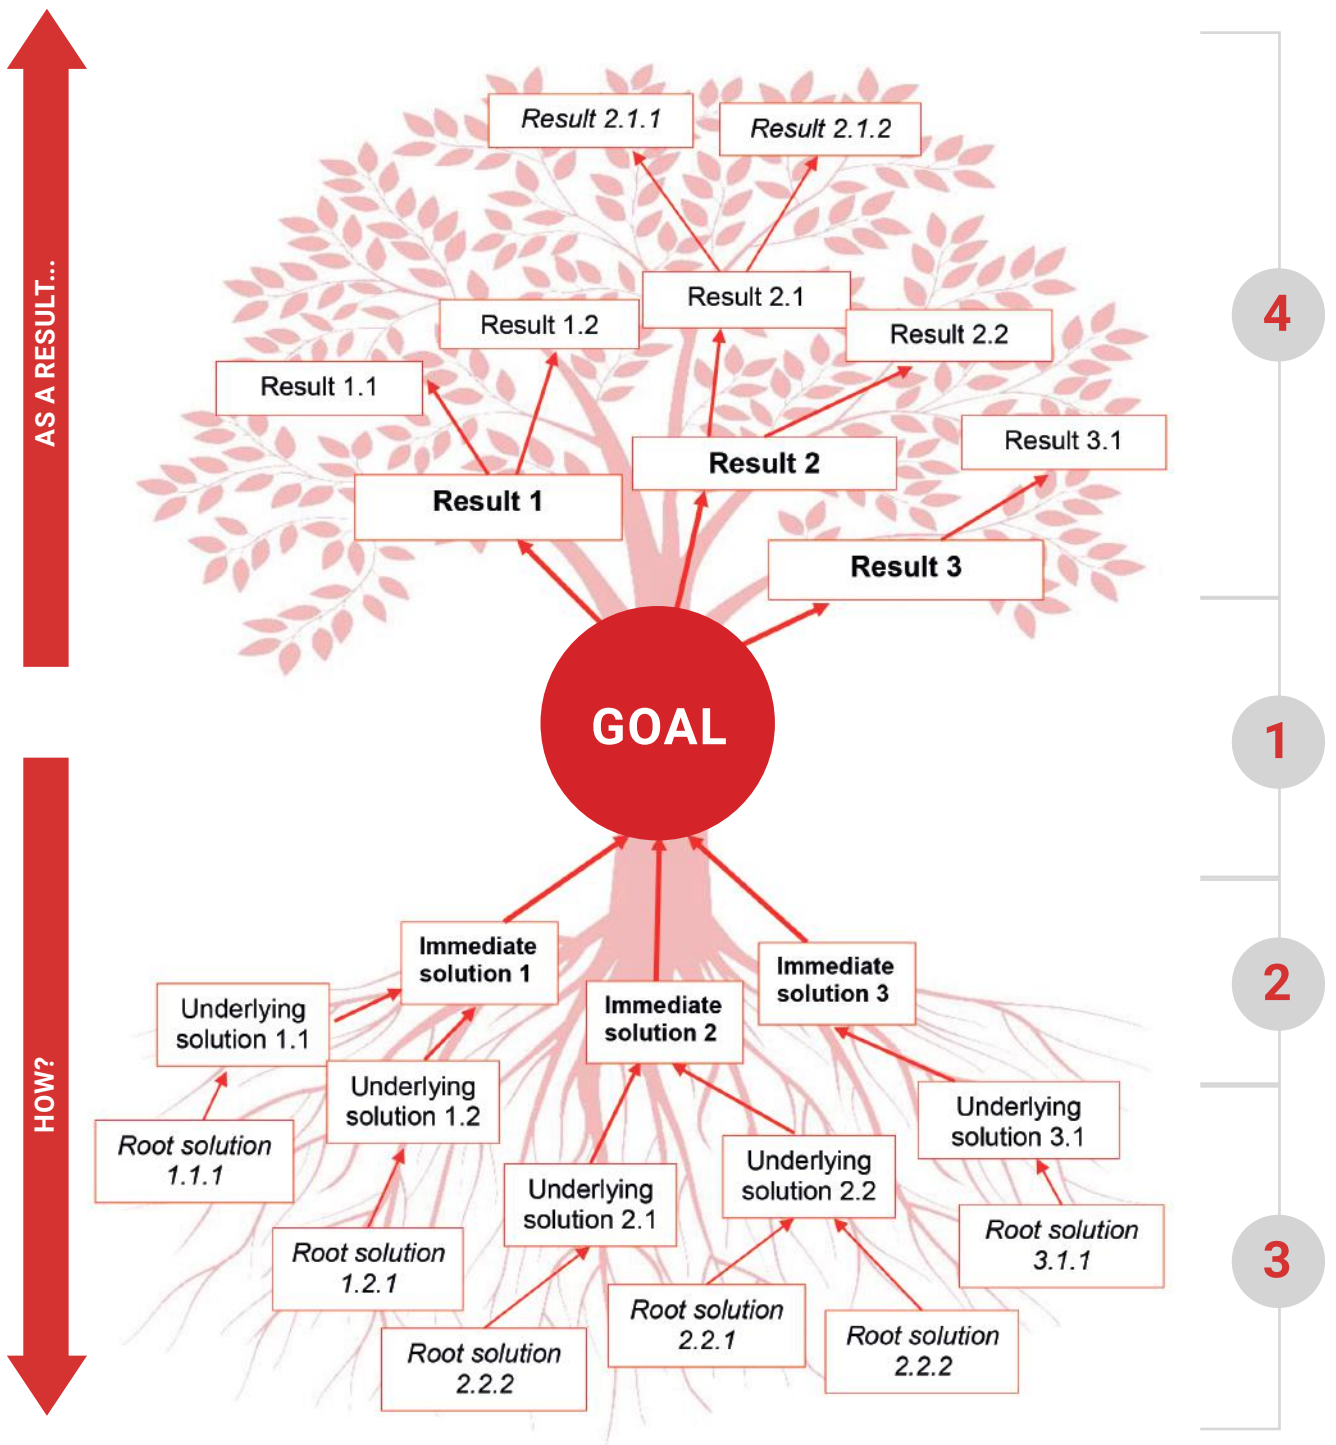 AS A RESULT...
Result 2.1.1
Result 2.1.2
Result 2.1
Result 1.2
Result 2.2
Result 1.1
Result 3.1
Result 2
Result 1
Result 3
4
GOAL
1
HOW?
Immediate
solution 1
Immediate
solution 3
Immediate
solution 2
2
Underlying
solution 1.1
Underlying
solution 1.2
Underlying
solution 3.1
Root solution
1.1.1
Underlying
solution 2.2
Underlying
solution 2.1
Root solution
3.1.1
Root solution
1.2.1
3
Root solution
2.2.1
Root solution
2.2.2
Root solution
2.2.2